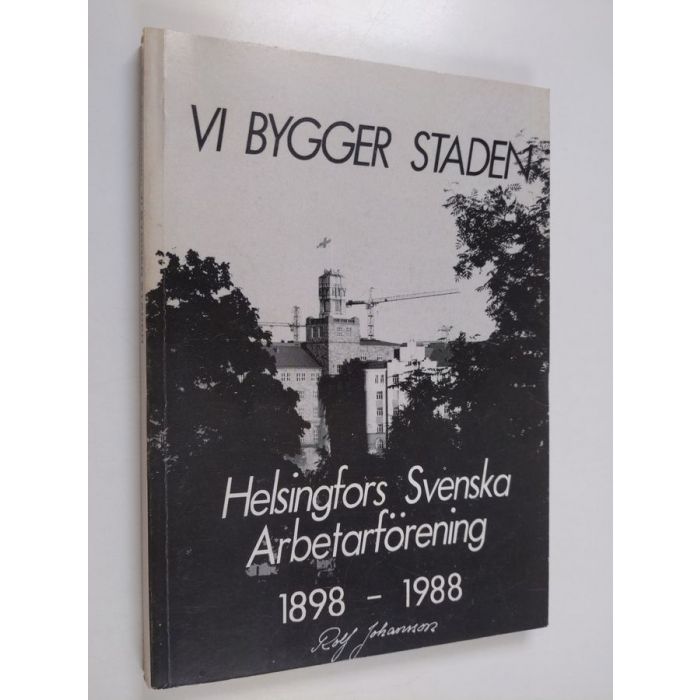 VI BYGGER STADEN
Helsingfors Svenska
Arbetarförening
1898 - 1988
Rolf Johansson